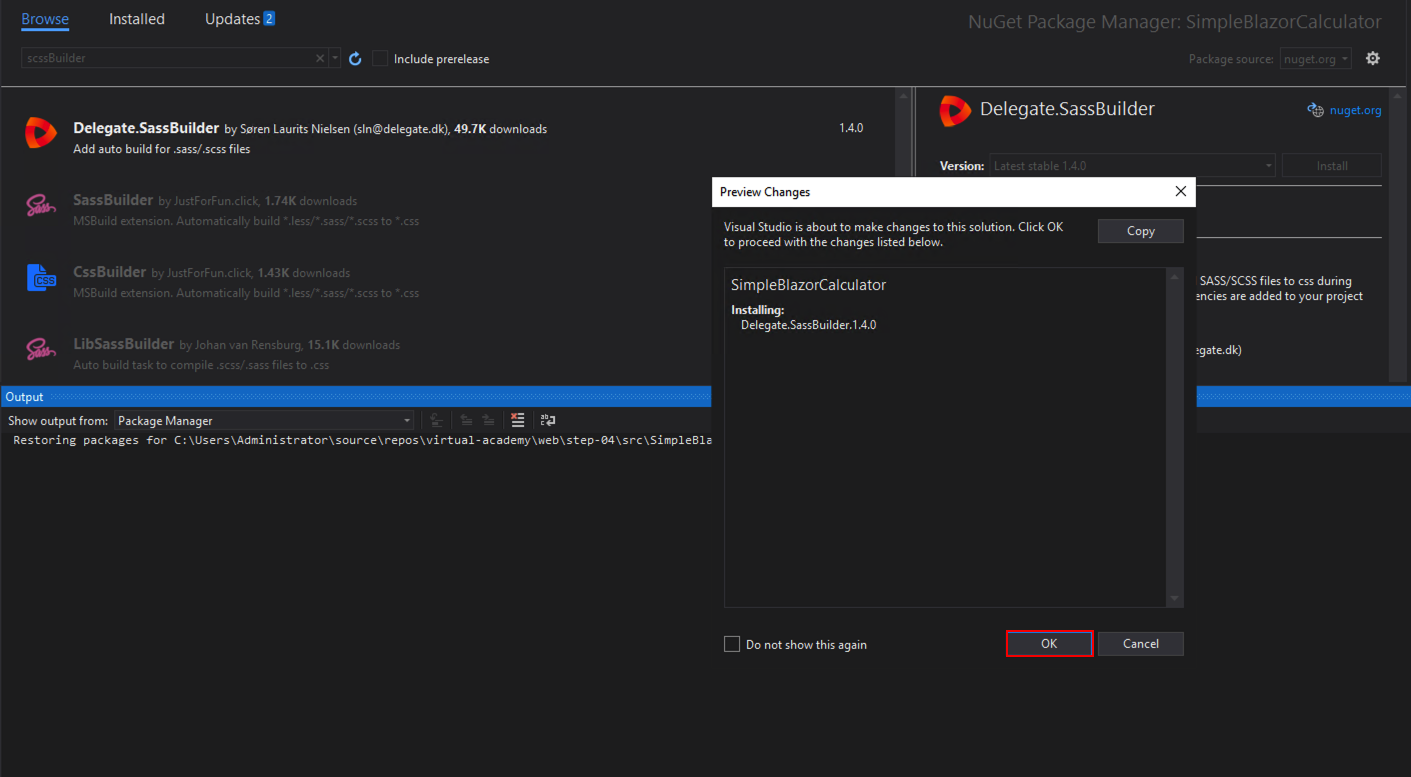 Browse Installed Updates 2
NuGet Package Manager: SimpleBlazorCalculator
scssBuilder
Include prerelease
Package source: nuget.org
Delegate.SassBuilder by Søren Laurits Nielsen (sln@delegate.dk), 49.7K downloads
1.4.0
Add auto build for .sass/.scss files
SassBuilder by JustForFun.click, 1.74K downloads
MSBuild extension. Automatically build *.less/*.sass/*.scss to *.css
CSS
CssBuilder by JustForFun.click, 1.43K downloads
MSBuild extension. Automatically build *.less/*.sass/*.scss to *.css
Sass
LibSassBuilder by Johan van Rensburg, 15.1K downloads
Auto build task to compile .scss/.sass files to .css
Delegate.SassBuilder
nuget.org
Version: Latest stable 1.4.0
Install
SASS/SCSS files to css during
encies are added to your project
egate.dk)
Preview Changes
Visual Studio is about to make changes to this solution. Click OK
to proceed with the changes listed below.
Copy
SimpleBlazorCalculator
Installing:
Delegate.SassBuilder.1.4.0
Do not show this again
OK
Cancel
Output
Show output from: Package Manager
Restoring packages for C:\Users\Administrator\source\repos\virtual-academy\web\step-04\src\SimpleBla